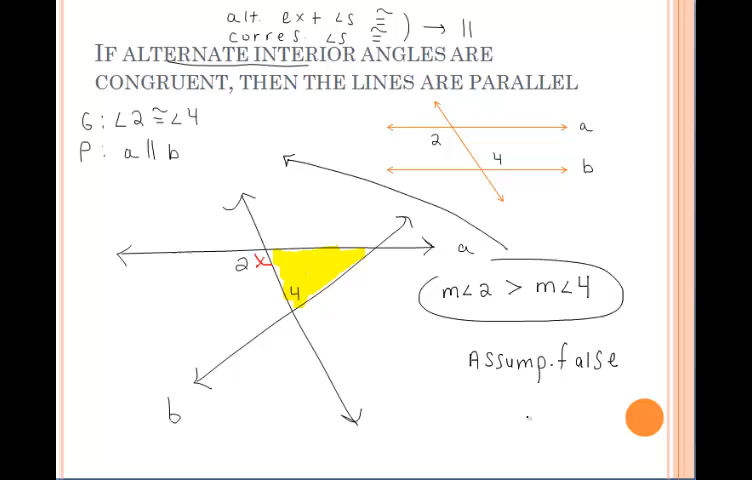 alt. ext ∠s ≅
corres. ∠s ≅ ) → ||
IF ALTERNATE INTERIOR ANGLES ARE
CONGRUENT, THEN THE LINES ARE PARALLEL
G: ∠2 ≅ ∠4
P: a || b
a
2
4
b
a
2 x
4
m∠2 > m∠4
Assump. false
b